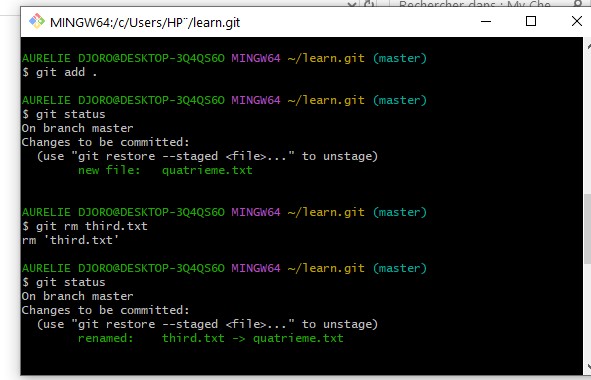 Rechercher dans : My Che
MINGW64:/c/Users/HP¨/learn.git
AURELIE DJORO@DESKTOP-3Q4QS6O MINGW64 ~/learn.git (master)
$ git add .
AURELIE DJORO@DESKTOP-3Q4QS6O MINGW64 ~/learn.git (master)
$ git status
On branch master
Changes to be committed:
  (use "git restore --staged <file>..." to unstage)
        new file:   quatrieme.txt
AURELIE DJORO@DESKTOP-3Q4QS6O MINGW64 ~/learn.git (master)
$ git rm third.txt
rm 'third.txt'
AURELIE DJORO@DESKTOP-3Q4QS6O MINGW64 ~/learn.git (master)
$ git status
On branch master
Changes to be committed:
  (use "git restore --staged <file>..." to unstage)
        renamed:    third.txt -> quatrieme.txt